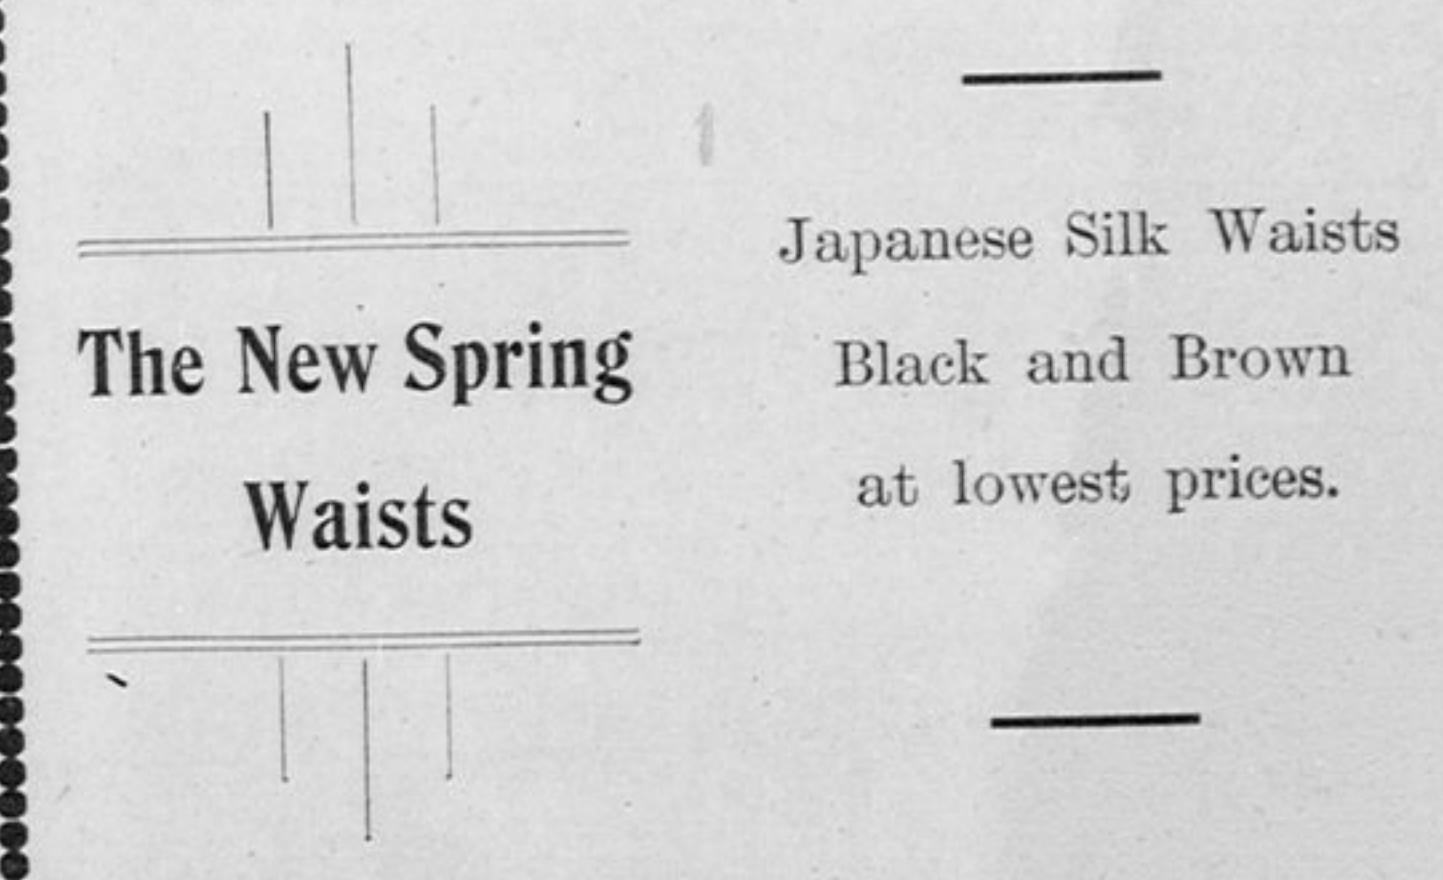 The New Spring
Waists
Japanese Silk Waists
Black and Brown
at lowest prices.